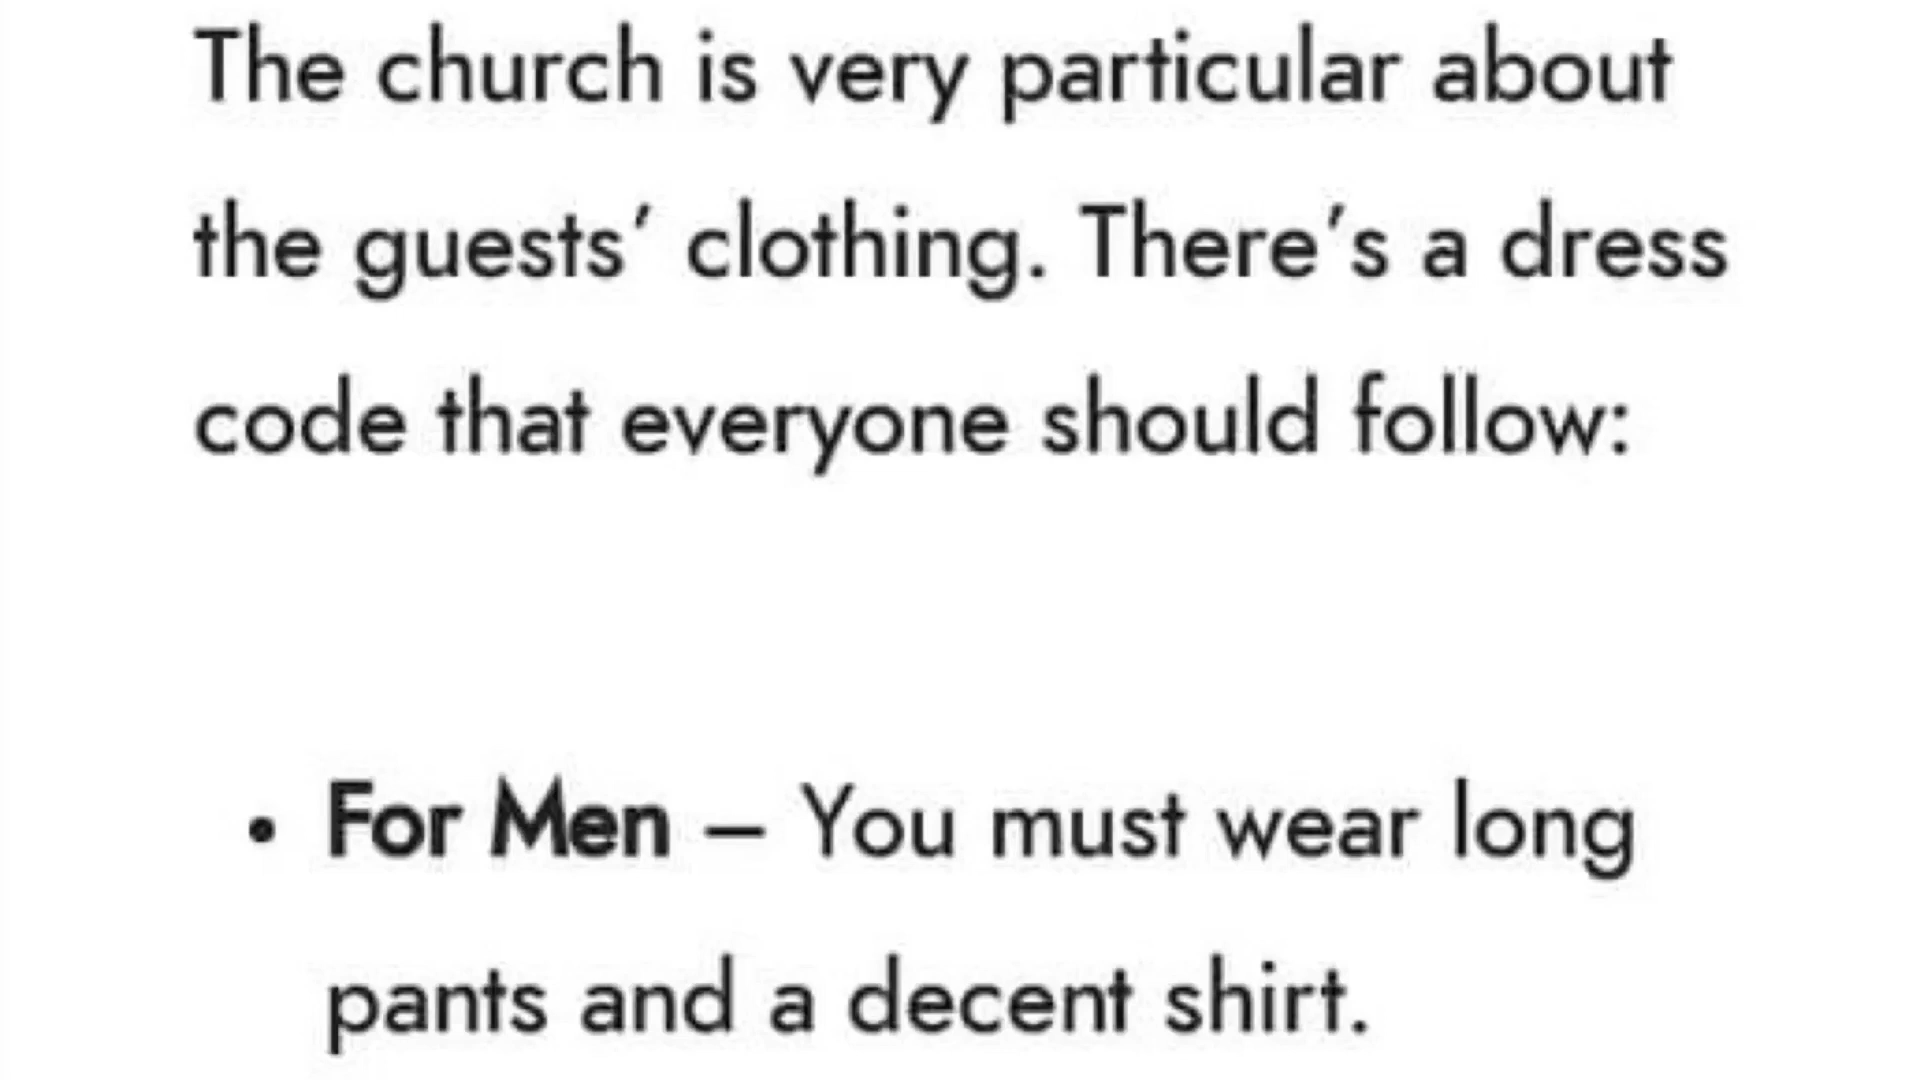 The church is very particular about
the guests’ clothing. There’s a dress
code that everyone should follow:
• For Men – You must wear long
pants and a decent shirt.